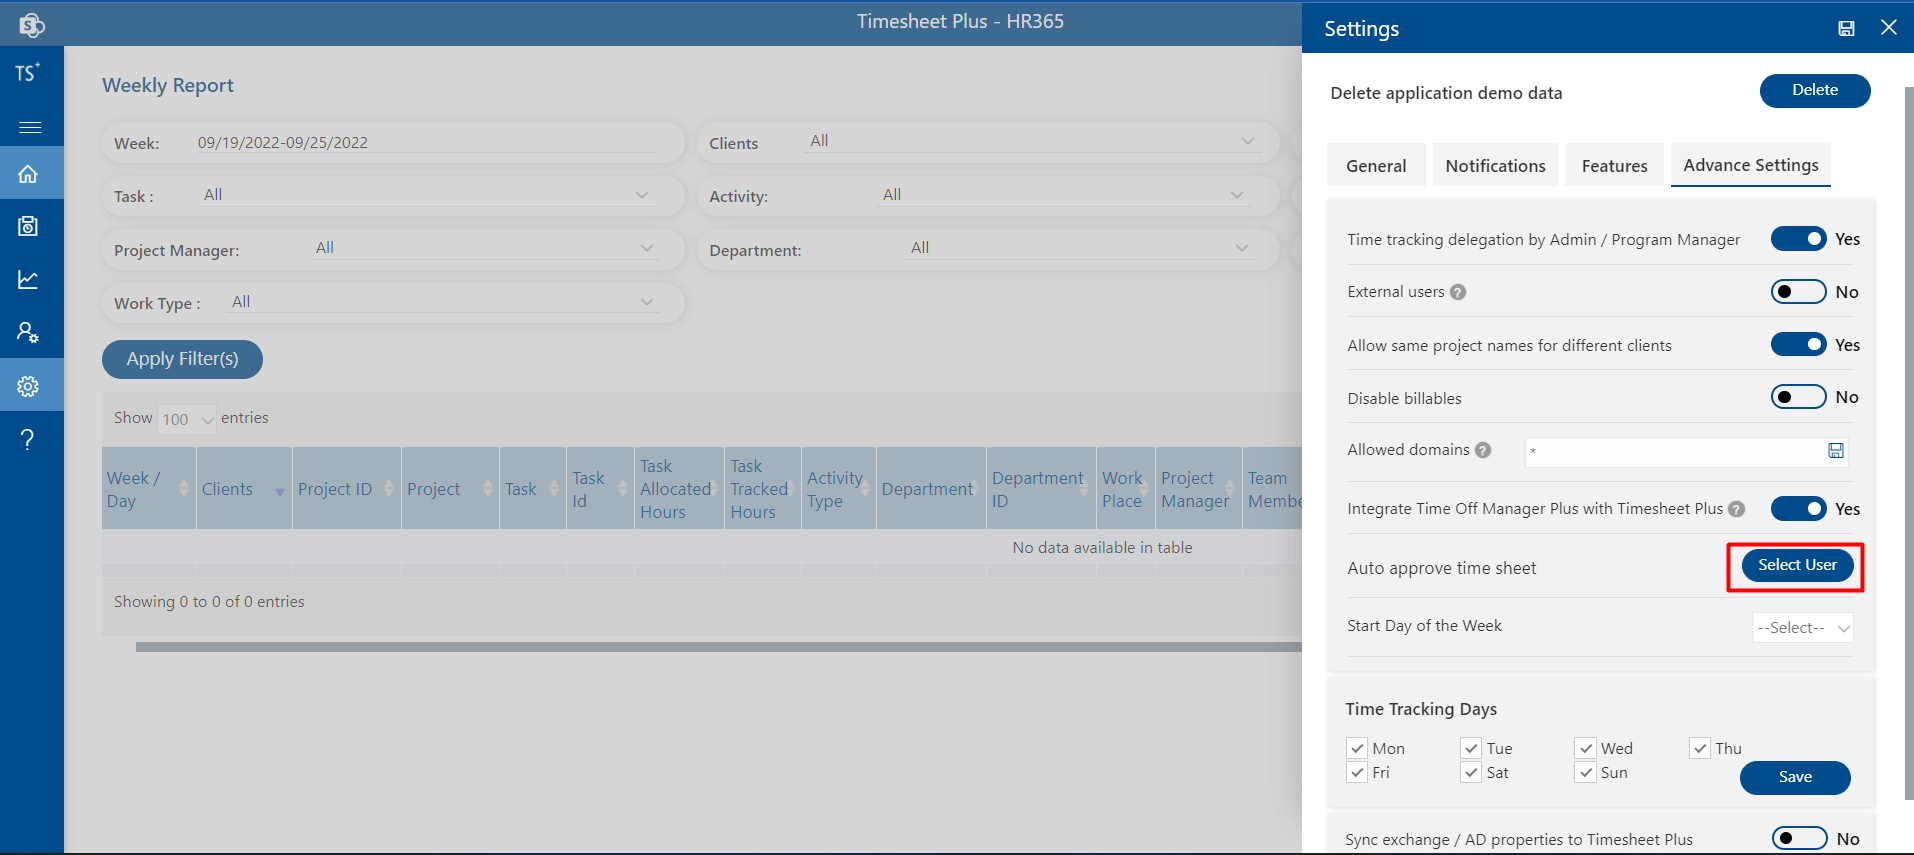 S
Timesheet Plus - HR365
TS+
Weekly Report
Week: 09/19/2022-09/25/2022
Clients All
Task : All
Activity: All
Project Manager: All
Department: All
Work Type : All
Apply Filter(s)
Show 100 entries
Week / Day
Clients
Project ID
Project
Task
Task Id
Task Allocated Hours
Task Tracked Hours
Activity Type
Department
Department ID
Work Place
Project Manager
Team Membe
No data available in table
Showing 0 to 0 of 0 entries
Settings
Delete application demo data Delete
General Notifications Features Advance Settings
Time tracking delegation by Admin / Program Manager Yes
External users ? No
Allow same project names for different clients Yes
Disable billables No
Allowed domains ? *
Integrate Time Off Manager Plus with Timesheet Plus ? Yes
Auto approve time sheet Select User
Start Day of the Week --Select--
Time Tracking Days
Mon Tue Wed Thu
Fri Sat Sun
Save
Sync exchange / AD properties to Timesheet Plus No